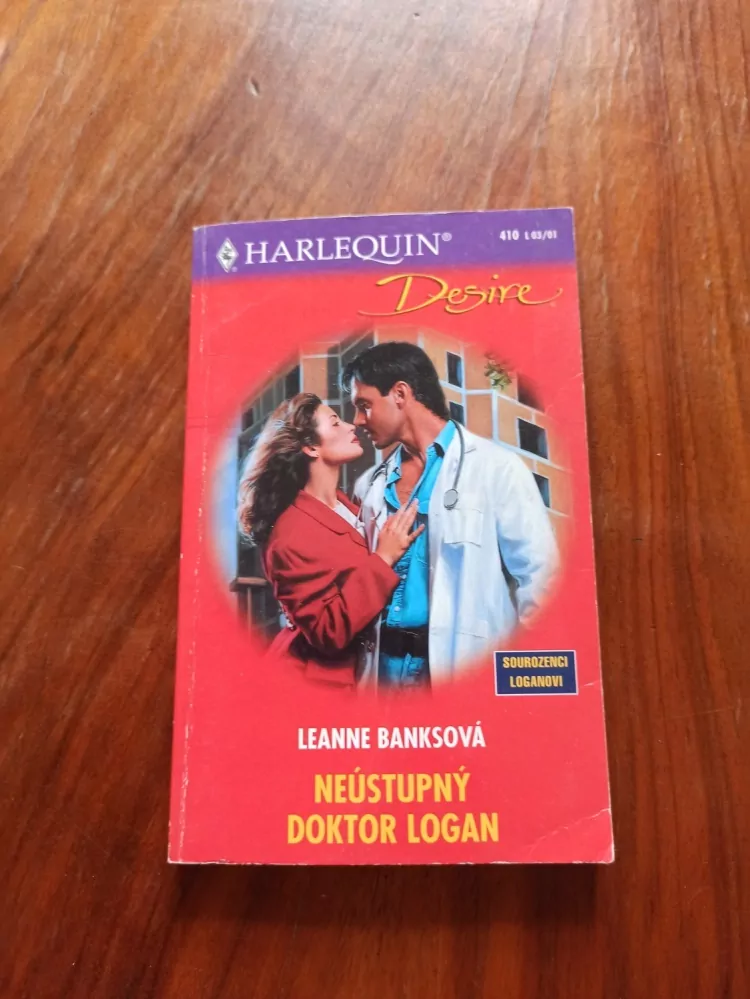 HARLEQUIN®
410 L 03/01
Desire
SOUROZENCI
LOGANOVI
LEANNE BANKSOVÁ
NEÚSTUPNÝ
DOKTOR LOGAN